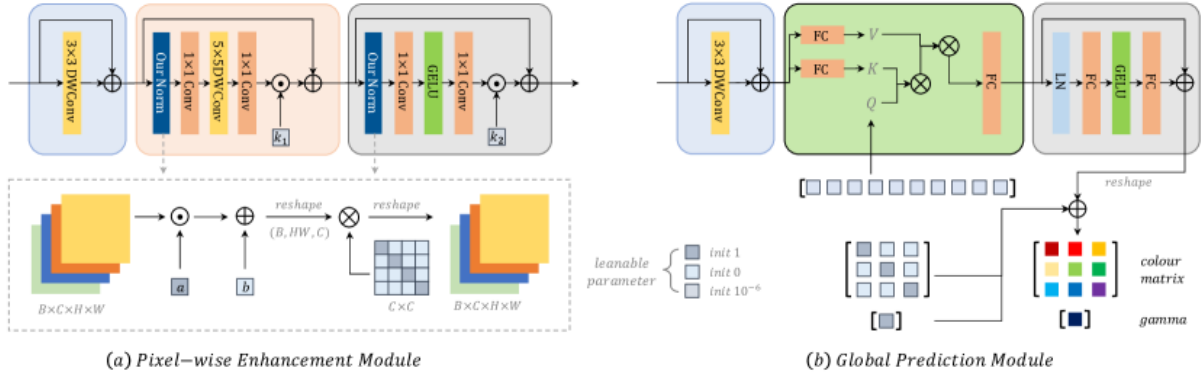 3×3 DWConv
Our Norm
1×1 Conv
5×5DWConv
1×1 Conv
k₁
Our Norm
1×1 Conv
GELU
1×1 Conv
k₂
B×C×H×W
a
b
reshape
(B, HW, C)
C×C
reshape
B×C×H×W
(a) Pixel−wise Enhancement Module
3×3 DWConv
FC
V
FC
K
Q
FC
LN
FC
GELU
FC
reshape
leanable
parameter
init 1
init 0
init 10⁻⁶
colour
matrix
gamma
(b) Global Prediction Module